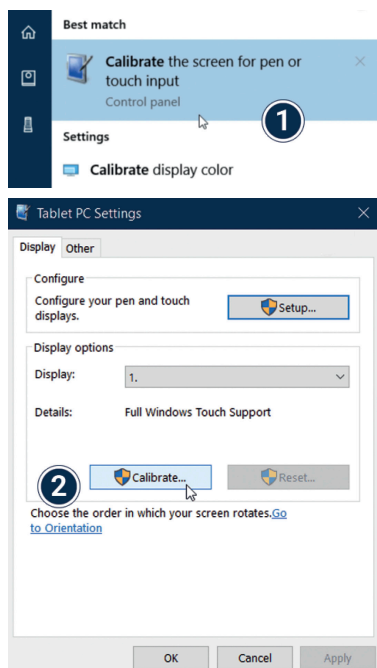 Best match
Calibrate the screen for pen or
touch input
Control panel
1
Settings
Calibrate display color
Tablet PC Settings
Display Other
Configure
Configure your pen and touch
displays.
Setup...
Display options
Display:
1.
Details:
Full Windows Touch Support
2
Calibrate...
Reset...
Choose the order in which your screen rotates.Go
to Orientation
OK Cancel Apply